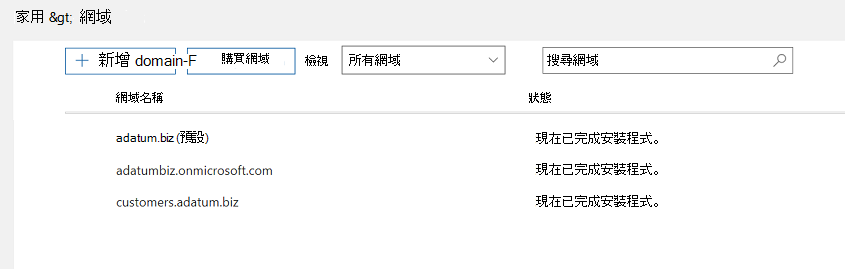 家用 &gt; 網域
＋ 新增 domain-F 購買網域 檢視 所有網域 搜尋網域
網域名稱 狀態
adatum.biz (預設) 現在已完成安裝程式。
adatumbiz.onmicrosoft.com 現在已完成安裝程式。
customers.adatum.biz 現在已完成安裝程式。